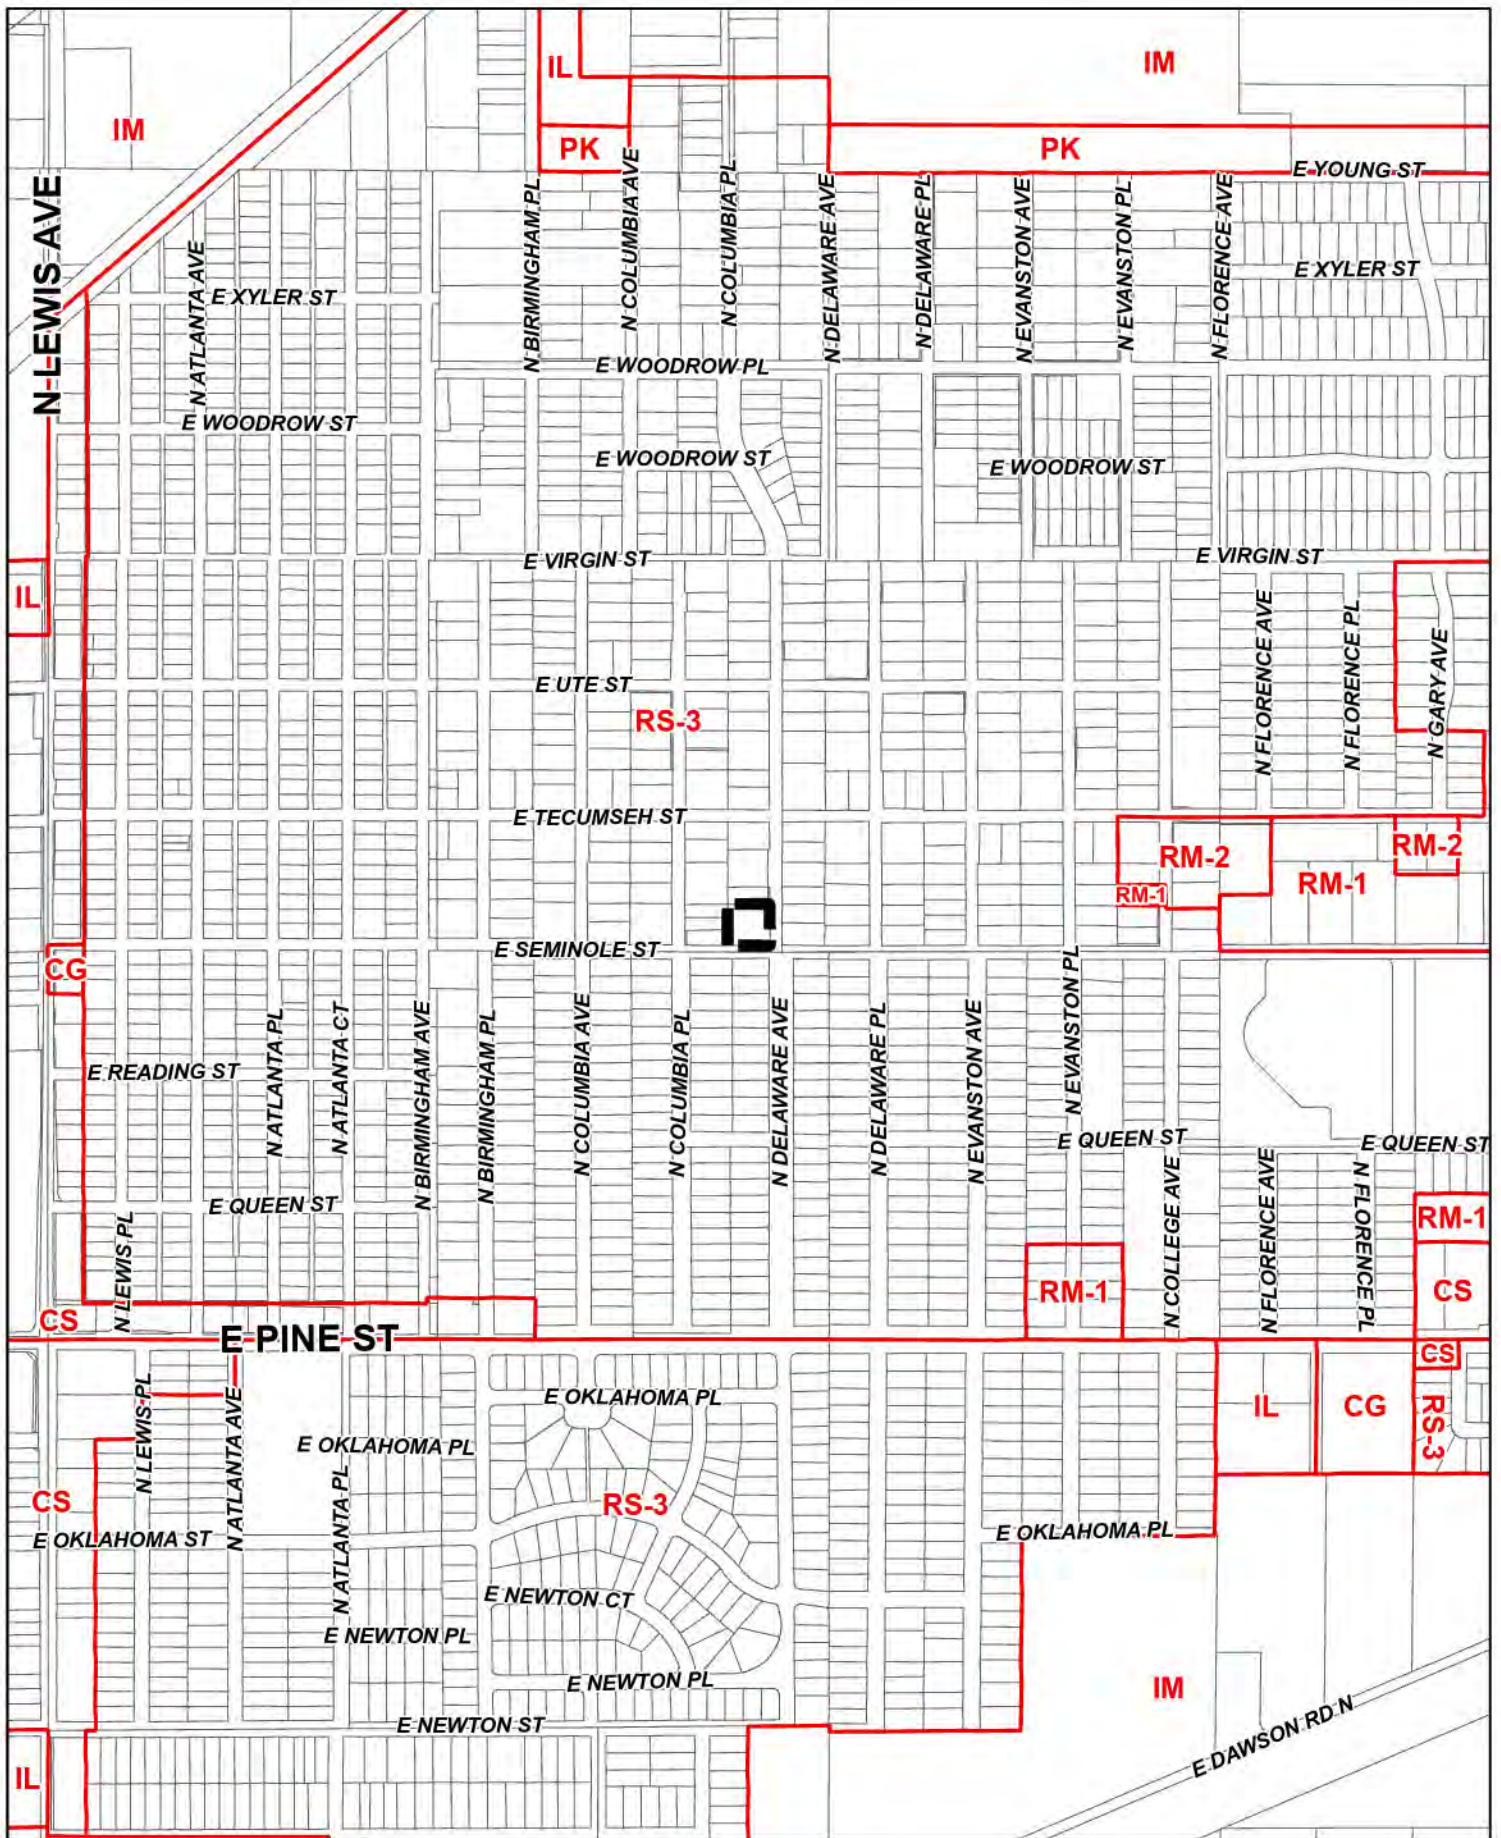 IL
IM
IM
PK
PK
E YOUNG ST
N LEWIS AVE
N ATLANTA AVE
N BIRMINGHAM PL
N COLUMBIA AVE
N COLUMBIA PL
N DELAWARE AVE
N DELAWARE PL
N EVANSTON AVE
N EVANSTON PL
N FLORENCE AVE
E XYLER ST
E XYLER ST
E WOODROW PL
E WOODROW ST
E WOODROW ST
E WOODROW ST
E VIRGIN ST
E VIRGIN ST
IL
N FLORENCE AVE
N FLORENCE PL
N GARY AVE
E UTE ST
RS-3
E TECUMSEH ST
RM-2
RM-2
RM-1
RM-1
E SEMINOLE ST
CG
N ATLANTA PL
N ATLANTA CT
N BIRMINGHAM AVE
N BIRMINGHAM PL
N COLUMBIA AVE
N COLUMBIA PL
N DELAWARE AVE
N DELAWARE PL
N EVANSTON AVE
N EVANSTON PL
E READING ST
E QUEEN ST
E QUEEN ST
E QUEEN ST
N LEWIS PL
N COLLEGE AVE
N FLORENCE AVE
N FLORENCE PL
RM-1
RM-1
CS
CS
E PINE ST
CS
N LEWIS PL
N ATLANTA AVE
E OKLAHOMA PL
IL
CG
RS-3
E OKLAHOMA PL
N ATLANTA PL
CS
RS-3
E OKLAHOMA ST
E OKLAHOMA PL
E NEWTON CT
E NEWTON PL
E NEWTON PL
IM
E NEWTON ST
E DAWSON RD N
IL